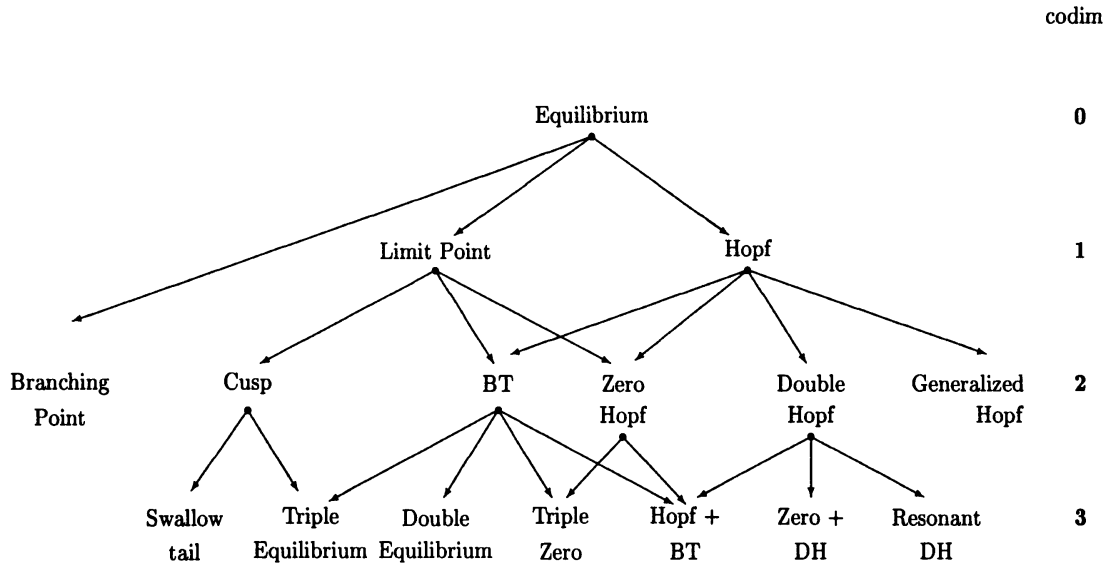 codim
Equilibrium 0
Limit Point Hopf 1
Branching Cusp BT Zero Double Generalized 2
Point Hopf Hopf Hopf
Swallow Triple Double Triple Hopf + Zero + Resonant 3
tail Equilibrium Equilibrium Zero BT DH DH